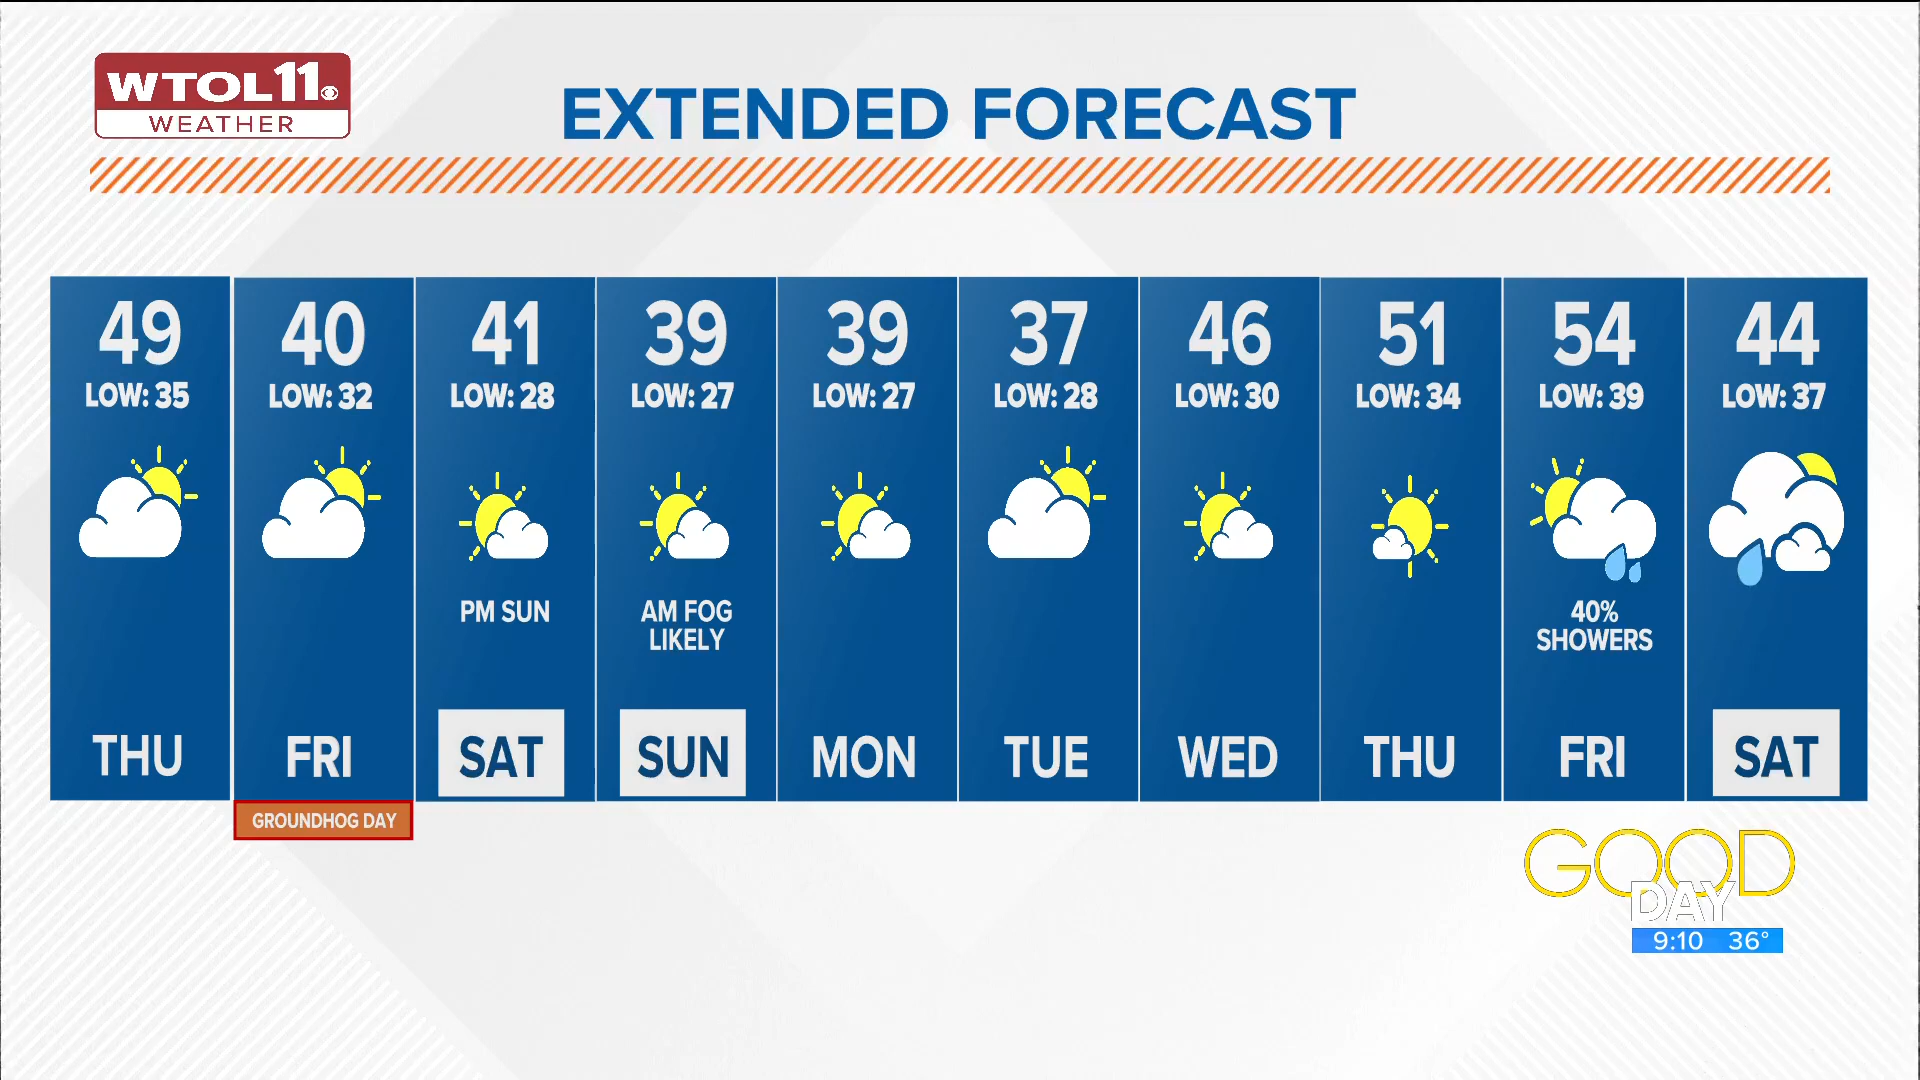 WTOL 11
WEATHER
EXTENDED FORECAST
49
LOW: 35
THU
40
LOW: 32
FRI
GROUNDHOG DAY
41
LOW: 28
PM SUN
SAT
39
LOW: 27
AM FOG
LIKELY
SUN
39
LOW: 27
MON
37
LOW: 28
TUE
46
LOW: 30
WED
51
LOW: 34
THU
54
LOW: 39
40%
SHOWERS
FRI
44
LOW: 37
SAT
GOOD
DAY
9:10 36°